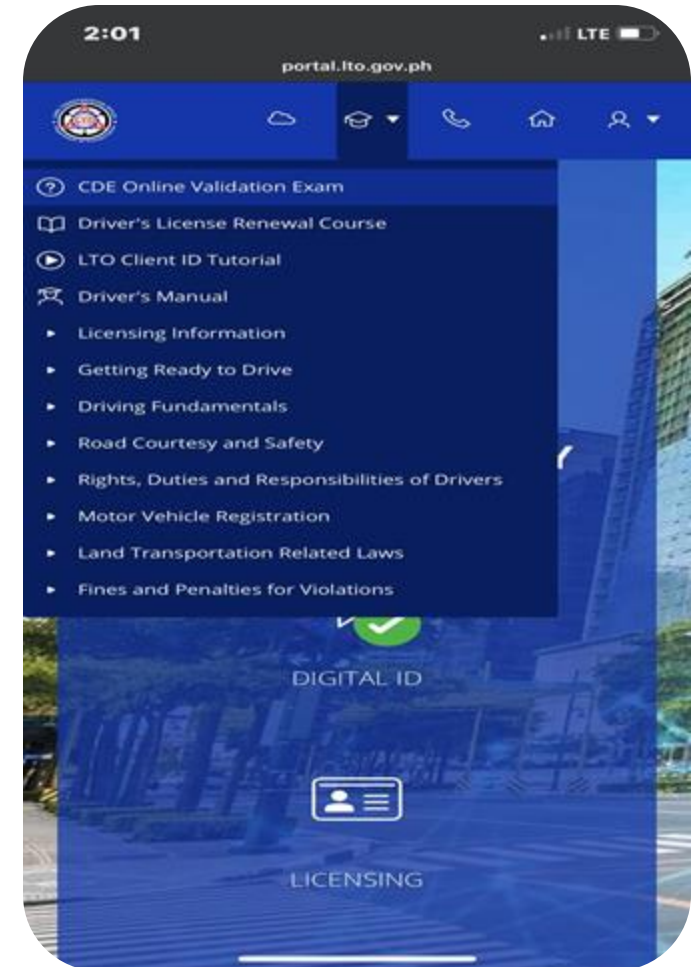 2:01
LTE
portal.lto.gov.ph
CDE Online Validation Exam
Driver's License Renewal Course
LTO Client ID Tutorial
Driver's Manual
Licensing Information
Getting Ready to Drive
Driving Fundamentals
Road Courtesy and Safety
Rights, Duties and Responsibilities of Drivers
Motor Vehicle Registration
Land Transportation Related Laws
Fines and Penalties for Violations
DIGITAL ID
LICENSING